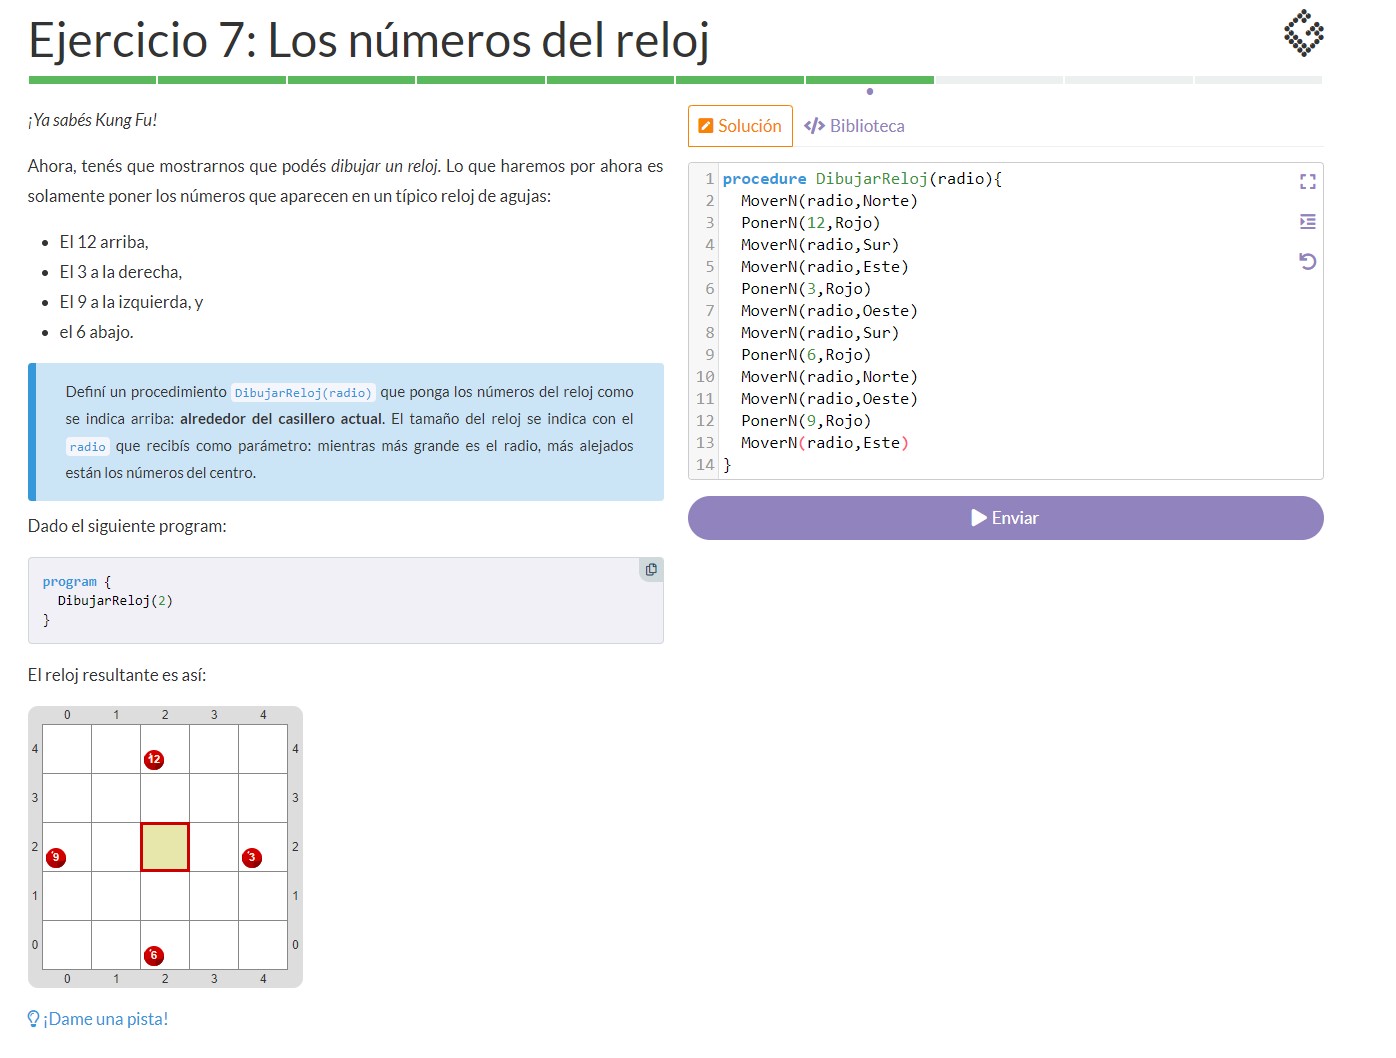 Ejercicio 7: Los números del reloj
¡Ya sabés Kung Fu!
Ahora, tenés que mostrarnos que podés dibujar un reloj. Lo que haremos por ahora es
solamente poner los números que aparecen en un típico reloj de agujas:
• El 12 arriba,
• El 3 a la derecha,
• El 9 a la izquierda, y
• el 6 abajo.
Definí un procedimiento DibujarReloj(radio) que ponga los números del reloj como
se indica arriba: alrededor del casillero actual. El tamaño del reloj se indica con el
radio que recibís como parámetro: mientras más grande es el radio, más alejados
están los números del centro.
Dado el siguiente program:
program {
  DibujarReloj(2)
}
El reloj resultante es así:
0 1 2 3 4
4 12 4
3 3
2 9 3 2
1 1
0 6 0
0 1 2 3 4
¡Dame una pista!
Solución </> Biblioteca
1 procedure DibujarReloj(radio){
2   MoverN(radio,Norte)
3   PonerN(12,Rojo)
4   MoverN(radio,Sur)
5   MoverN(radio,Este)
6   PonerN(3,Rojo)
7   MoverN(radio,Oeste)
8   MoverN(radio,Sur)
9   PonerN(6,Rojo)
10   MoverN(radio,Norte)
11   MoverN(radio,Oeste)
12   PonerN(9,Rojo)
13   MoverN(radio,Este)
14 }
Enviar